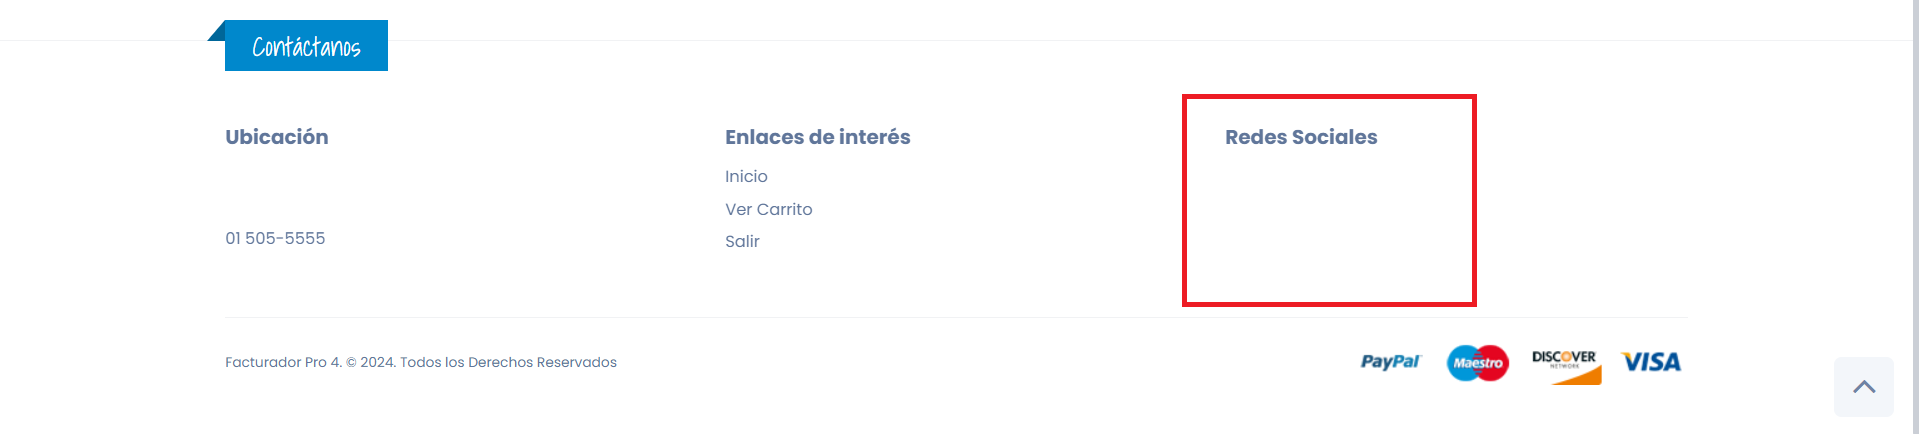 Contáctanos
Ubicación
01 505-5555
Enlaces de interés
Inicio
Ver Carrito
Salir
Redes Sociales
Facturador Pro 4. © 2024. Todos los Derechos Reservados
PayPal
Maestro
DISCOVER
NETWORK
VISA